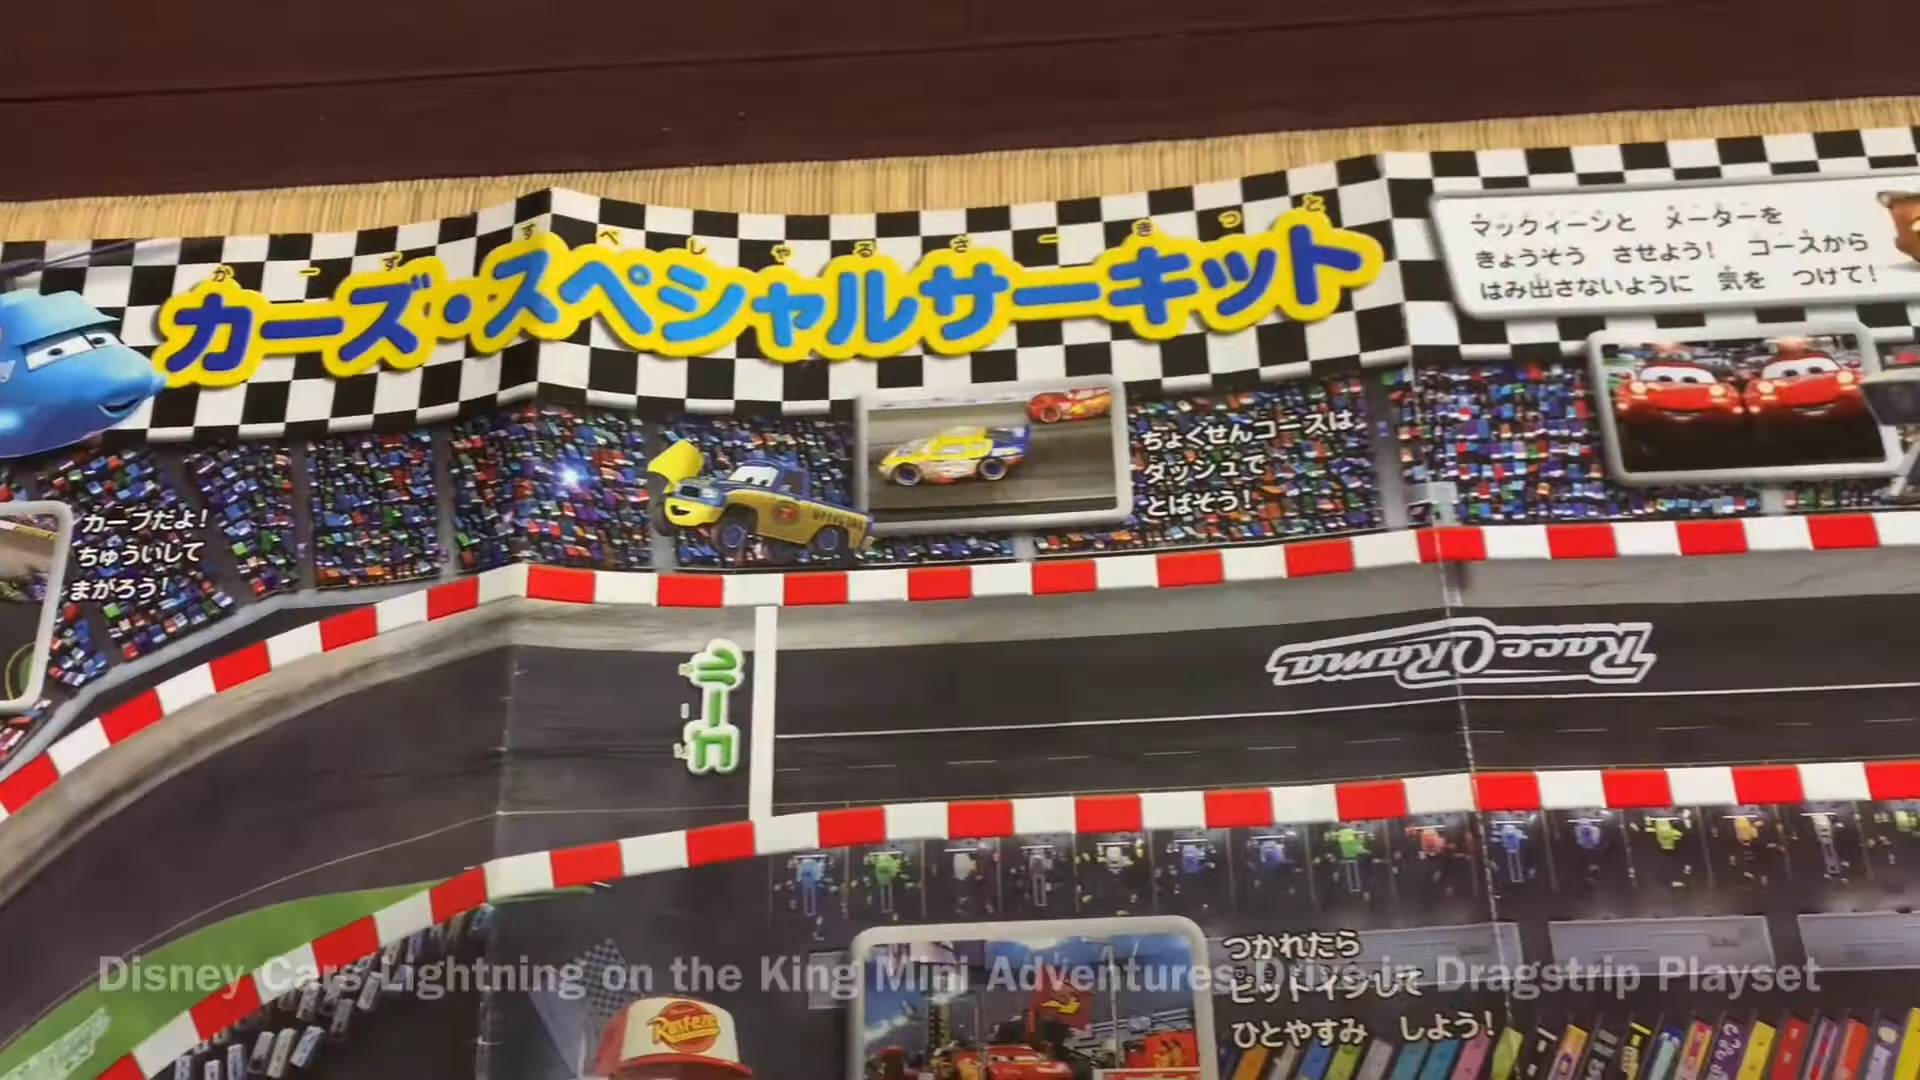 かーず すぺしゃるさーきっと
カーズ・スペシャルサーキット
マックィーンと メーターを
きょうそう させよう! コースから
はみ出さないように 気を つけて!
ちょくせんコースは
ダッシュで
とばそう!
カーブだよ!
ちゅういして
まがろう!
RaceORama
つかれたら
ピットインして
ひとやすみ しよう!
Rusteze
Disney Cars Lightning on the King Mini Adventures Drive in Dragstrip Playset